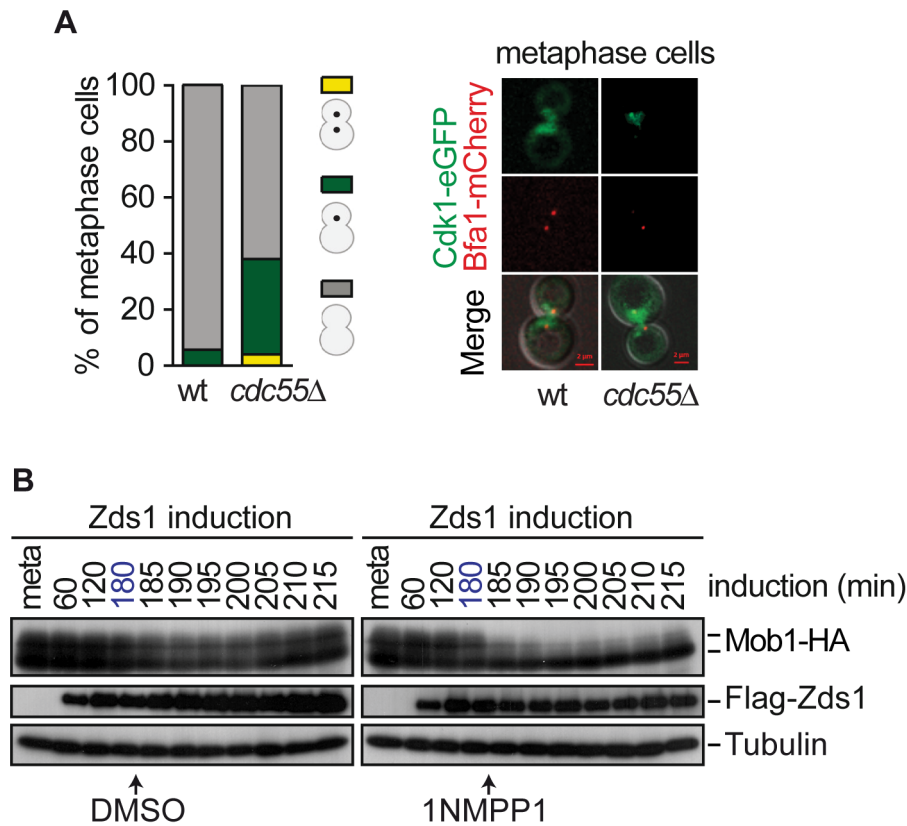 A
metaphase cells
% of metaphase cells
100
80
60
40
20
0
wt cdc55Δ
Cdk1-eGFP
Bfa1-mCherry
Merge
2 µm
2 µm
wt cdc55Δ
B
Zds1 induction Zds1 induction
meta 60 120 180 185 190 195 200 205 210 215 meta 60 120 180 185 190 195 200 205 210 215 induction (min)
Mob1-HA
Flag-Zds1
Tubulin
DMSO 1NMPP1